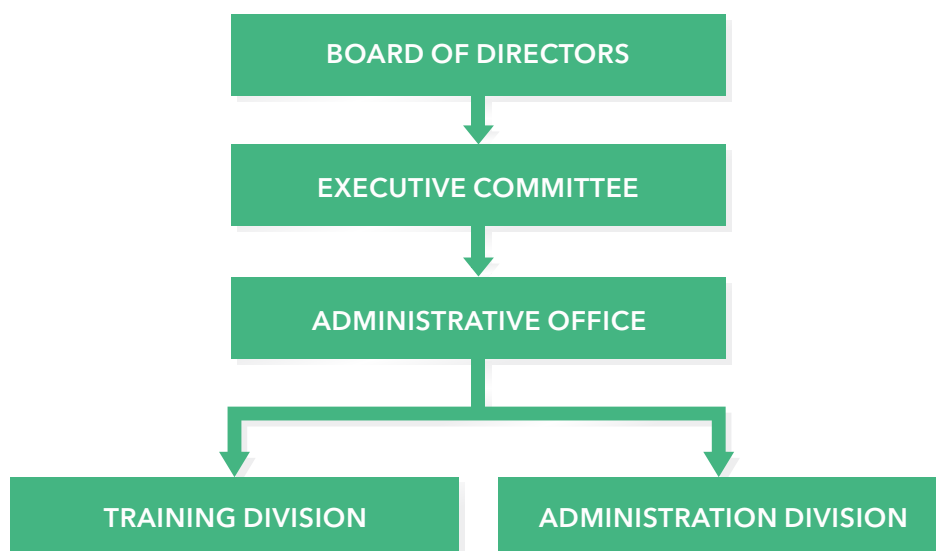 BOARD OF DIRECTORS
EXECUTIVE COMMITTEE
ADMINISTRATIVE OFFICE
TRAINING DIVISION
ADMINISTRATION DIVISION